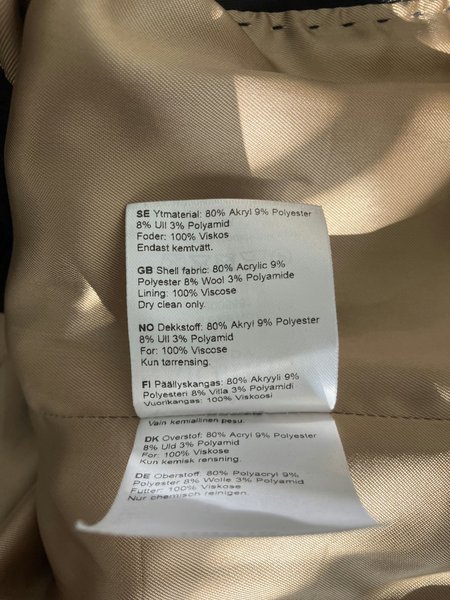 SE Ytmaterial: 80% Akryl 9% Polyester
8% Ull 3% Polyamid
Foder: 100% Viskos
Endast kemtvätt.
GB Shell fabric: 80% Acrylic 9%
Polyester 8% Wool 3% Polyamide
Lining: 100% Viscose
Dry clean only.
NO Dekkstoff: 80% Akryl 9% Polyester
8% Ull 3% Polyamid
For: 100% Viscose
Kun tørrensing.
FI Päällyskangas: 80% Akryyli 9%
Polyesteri 8% Villa 3% Polyamidi
Vuorikangas: 100% Viskoosi
Vain kemiallinen pesu.
DK Overstof: 80% Acryl 9% Polyester
8% Uld 3% Polyamid
For: 100% Viskose
Kun kemisk rensning.
DE Oberstoff: 80% Polyacryl 9%
Polyester 8% Wolle 3% Polyamid
Futter: 100% Viskose
Nur chemisch reinigen.